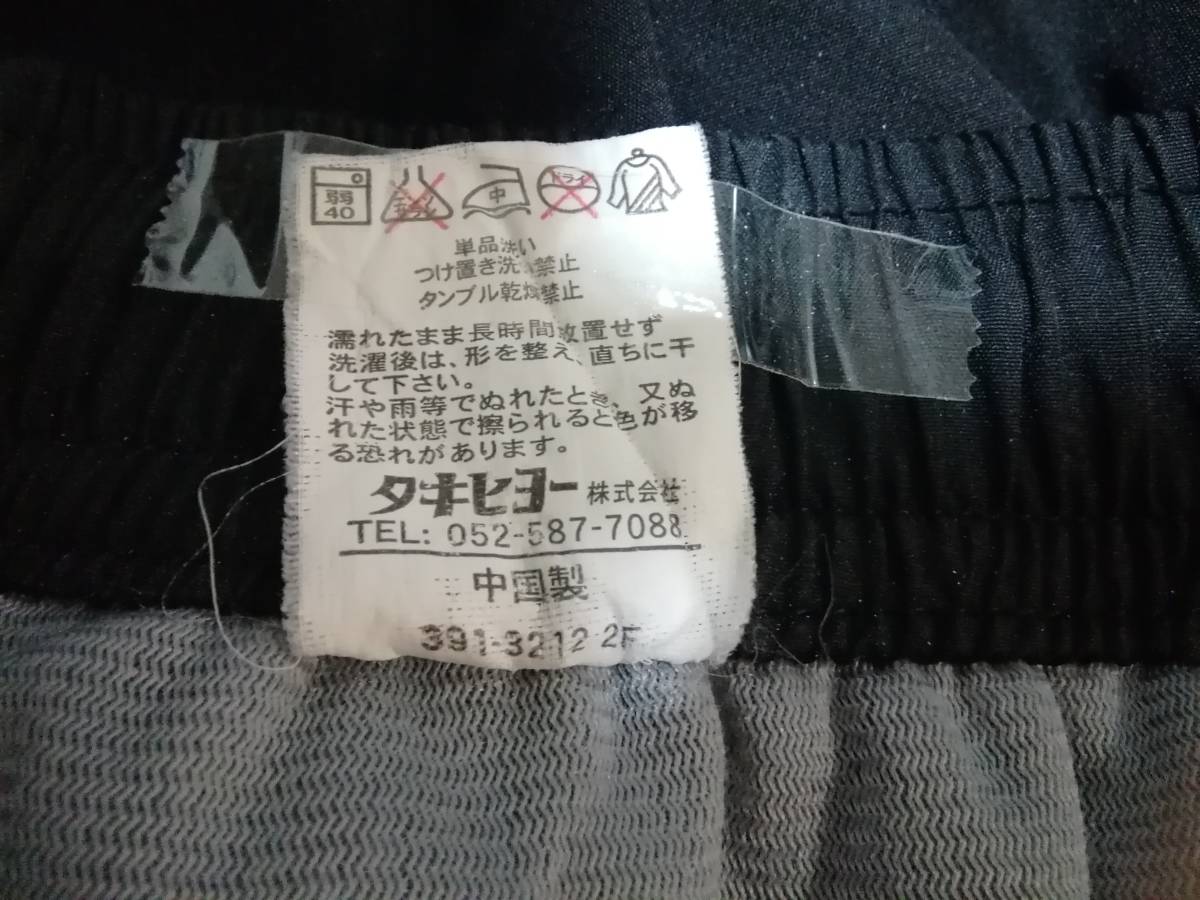 弱
40
中
ドライ
単品洗い
つけ置き洗い禁止
タンブル乾燥禁止
濡れたまま長時間放置せず
洗濯後は、形を整え、直ちに干
して下さい。
汗や雨等でぬれたとき、又ぬ
れた状態で擦られると色が移
る恐れがあります。
タキヒヨー株式会社
TEL: 052-587-7088
中国製
391-3212 2F